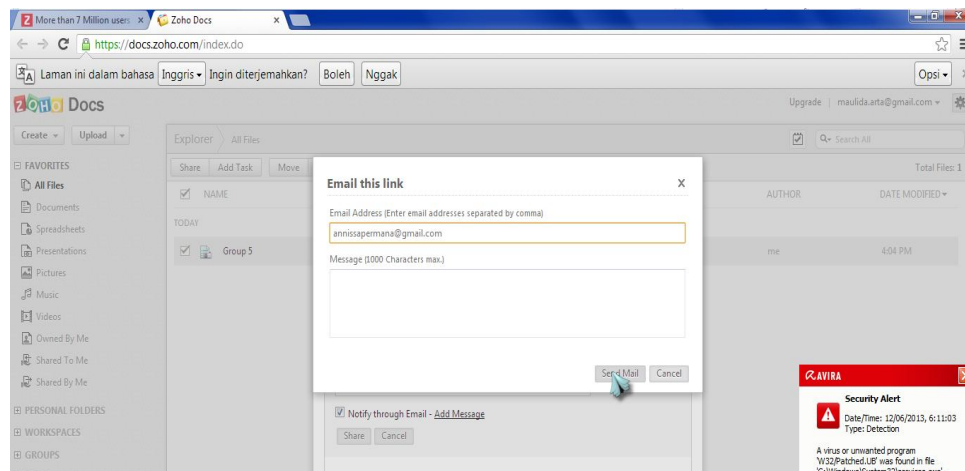 More than 7 Million users
Zoho Docs
https://docs.zoho.com/index.do
Laman ini dalam bahasa Inggris Ingin diterjemahkan? Boleh Nggak Opsi
ZOHO Docs
Upgrade | maulida.arta@gmail.com
Create Upload
Explorer All Files
Search All
FAVORITES
Share Add Task Move
Total Files: 1
All Files
NAME
AUTHOR
DATE MODIFIED
Documents
Spreadsheets
TODAY
Presentations
Group 5
me
4:04 PM
Pictures
Music
Videos
Owned By Me
Shared To Me
Shared By Me
PERSONAL FOLDERS
WORKSPACES
GROUPS
Email this link
X
Email Address (Enter email addresses separated by comma)
annissapermana@gmail.com
Message (1000 Characters max.)
Send Mail Cancel
Notify through Email - Add Message
Share Cancel
AVIRA
Security Alert
Date/Time: 12/06/2013, 6:11:03
Type: Detection
A virus or unwanted program
'W32/Patched.UB' was found in file